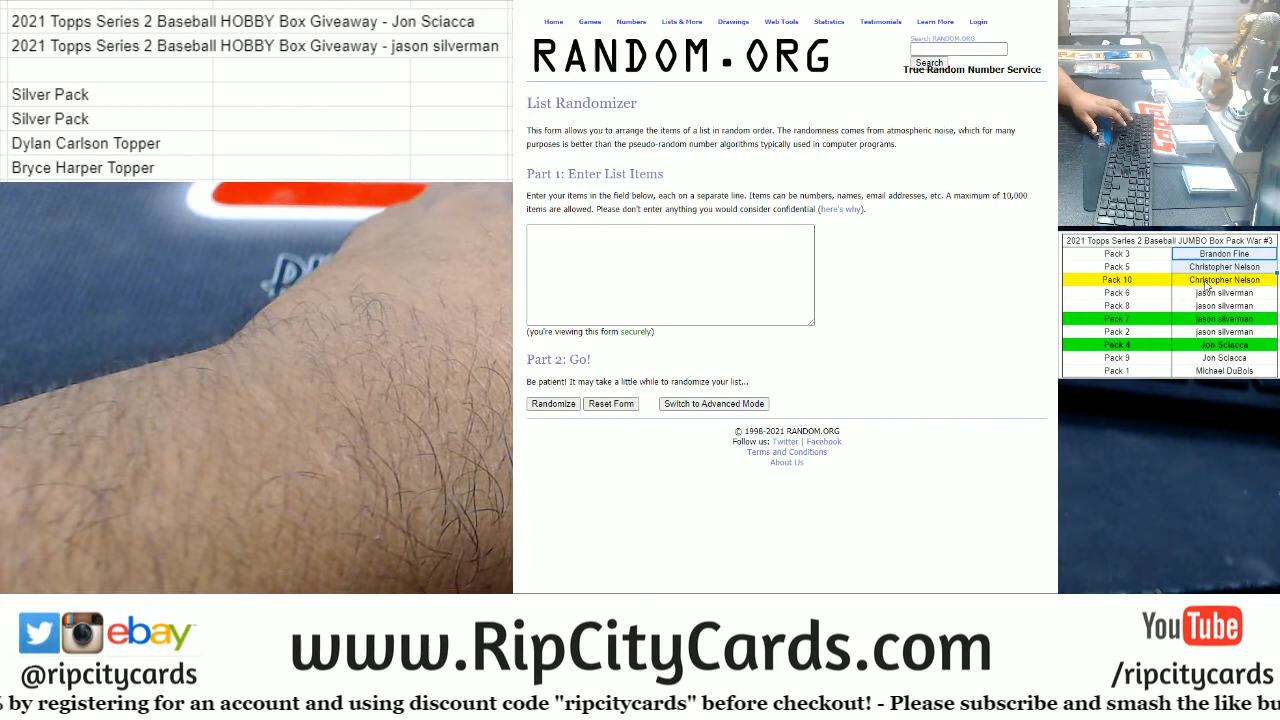 2021 Topps Series 2 Baseball HOBBY Box Giveaway - Jon Sciacca
2021 Topps Series 2 Baseball HOBBY Box Giveaway - jason silverman
Silver Pack
Silver Pack
Dylan Carlson Topper
Bryce Harper Topper
Home Games Numbers Lists & More Drawings Web Tools Statistics Testimonials Learn More Login
RANDOM.ORG
Search RANDOM.ORG
Search
True Random Number Service
List Randomizer
This form allows you to arrange the items of a list in random order. The randomness comes from atmospheric noise, which for many
purposes is better than the pseudo-random number algorithms typically used in computer programs.
Part 1: Enter List Items
Enter your items in the field below, each on a separate line. Items can be numbers, names, email addresses, etc. A maximum of 10,000
items are allowed. Please don't enter anything you would consider confidential (here's why).
(you're viewing this form securely)
Part 2: Go!
Be patient! It may take a little while to randomize your list...
Randomize Reset Form Switch to Advanced Mode
© 1998-2021 RANDOM.ORG
Follow us: Twitter | Facebook
Terms and Conditions
About Us
2021 Topps Series 2 Baseball JUMBO Box Pack War #3
Pack 3 Brandon Fine
Pack 5 Christopher Nelson
Pack 10 Christopher Nelson
Pack 6 jason silverman
Pack 8 jason silverman
Pack 7 jason silverman
Pack 2 jason silverman
Pack 4 Jon Sciacca
Pack 9 Jon Sciacca
Pack 1 Michael DuBois
ebay
@ripcitycards
www.RipCityCards.com
YouTube
/ripcitycards
% by registering for an account and using discount code "ripcitycards" before checkout! - Please subscribe and smash the like bu